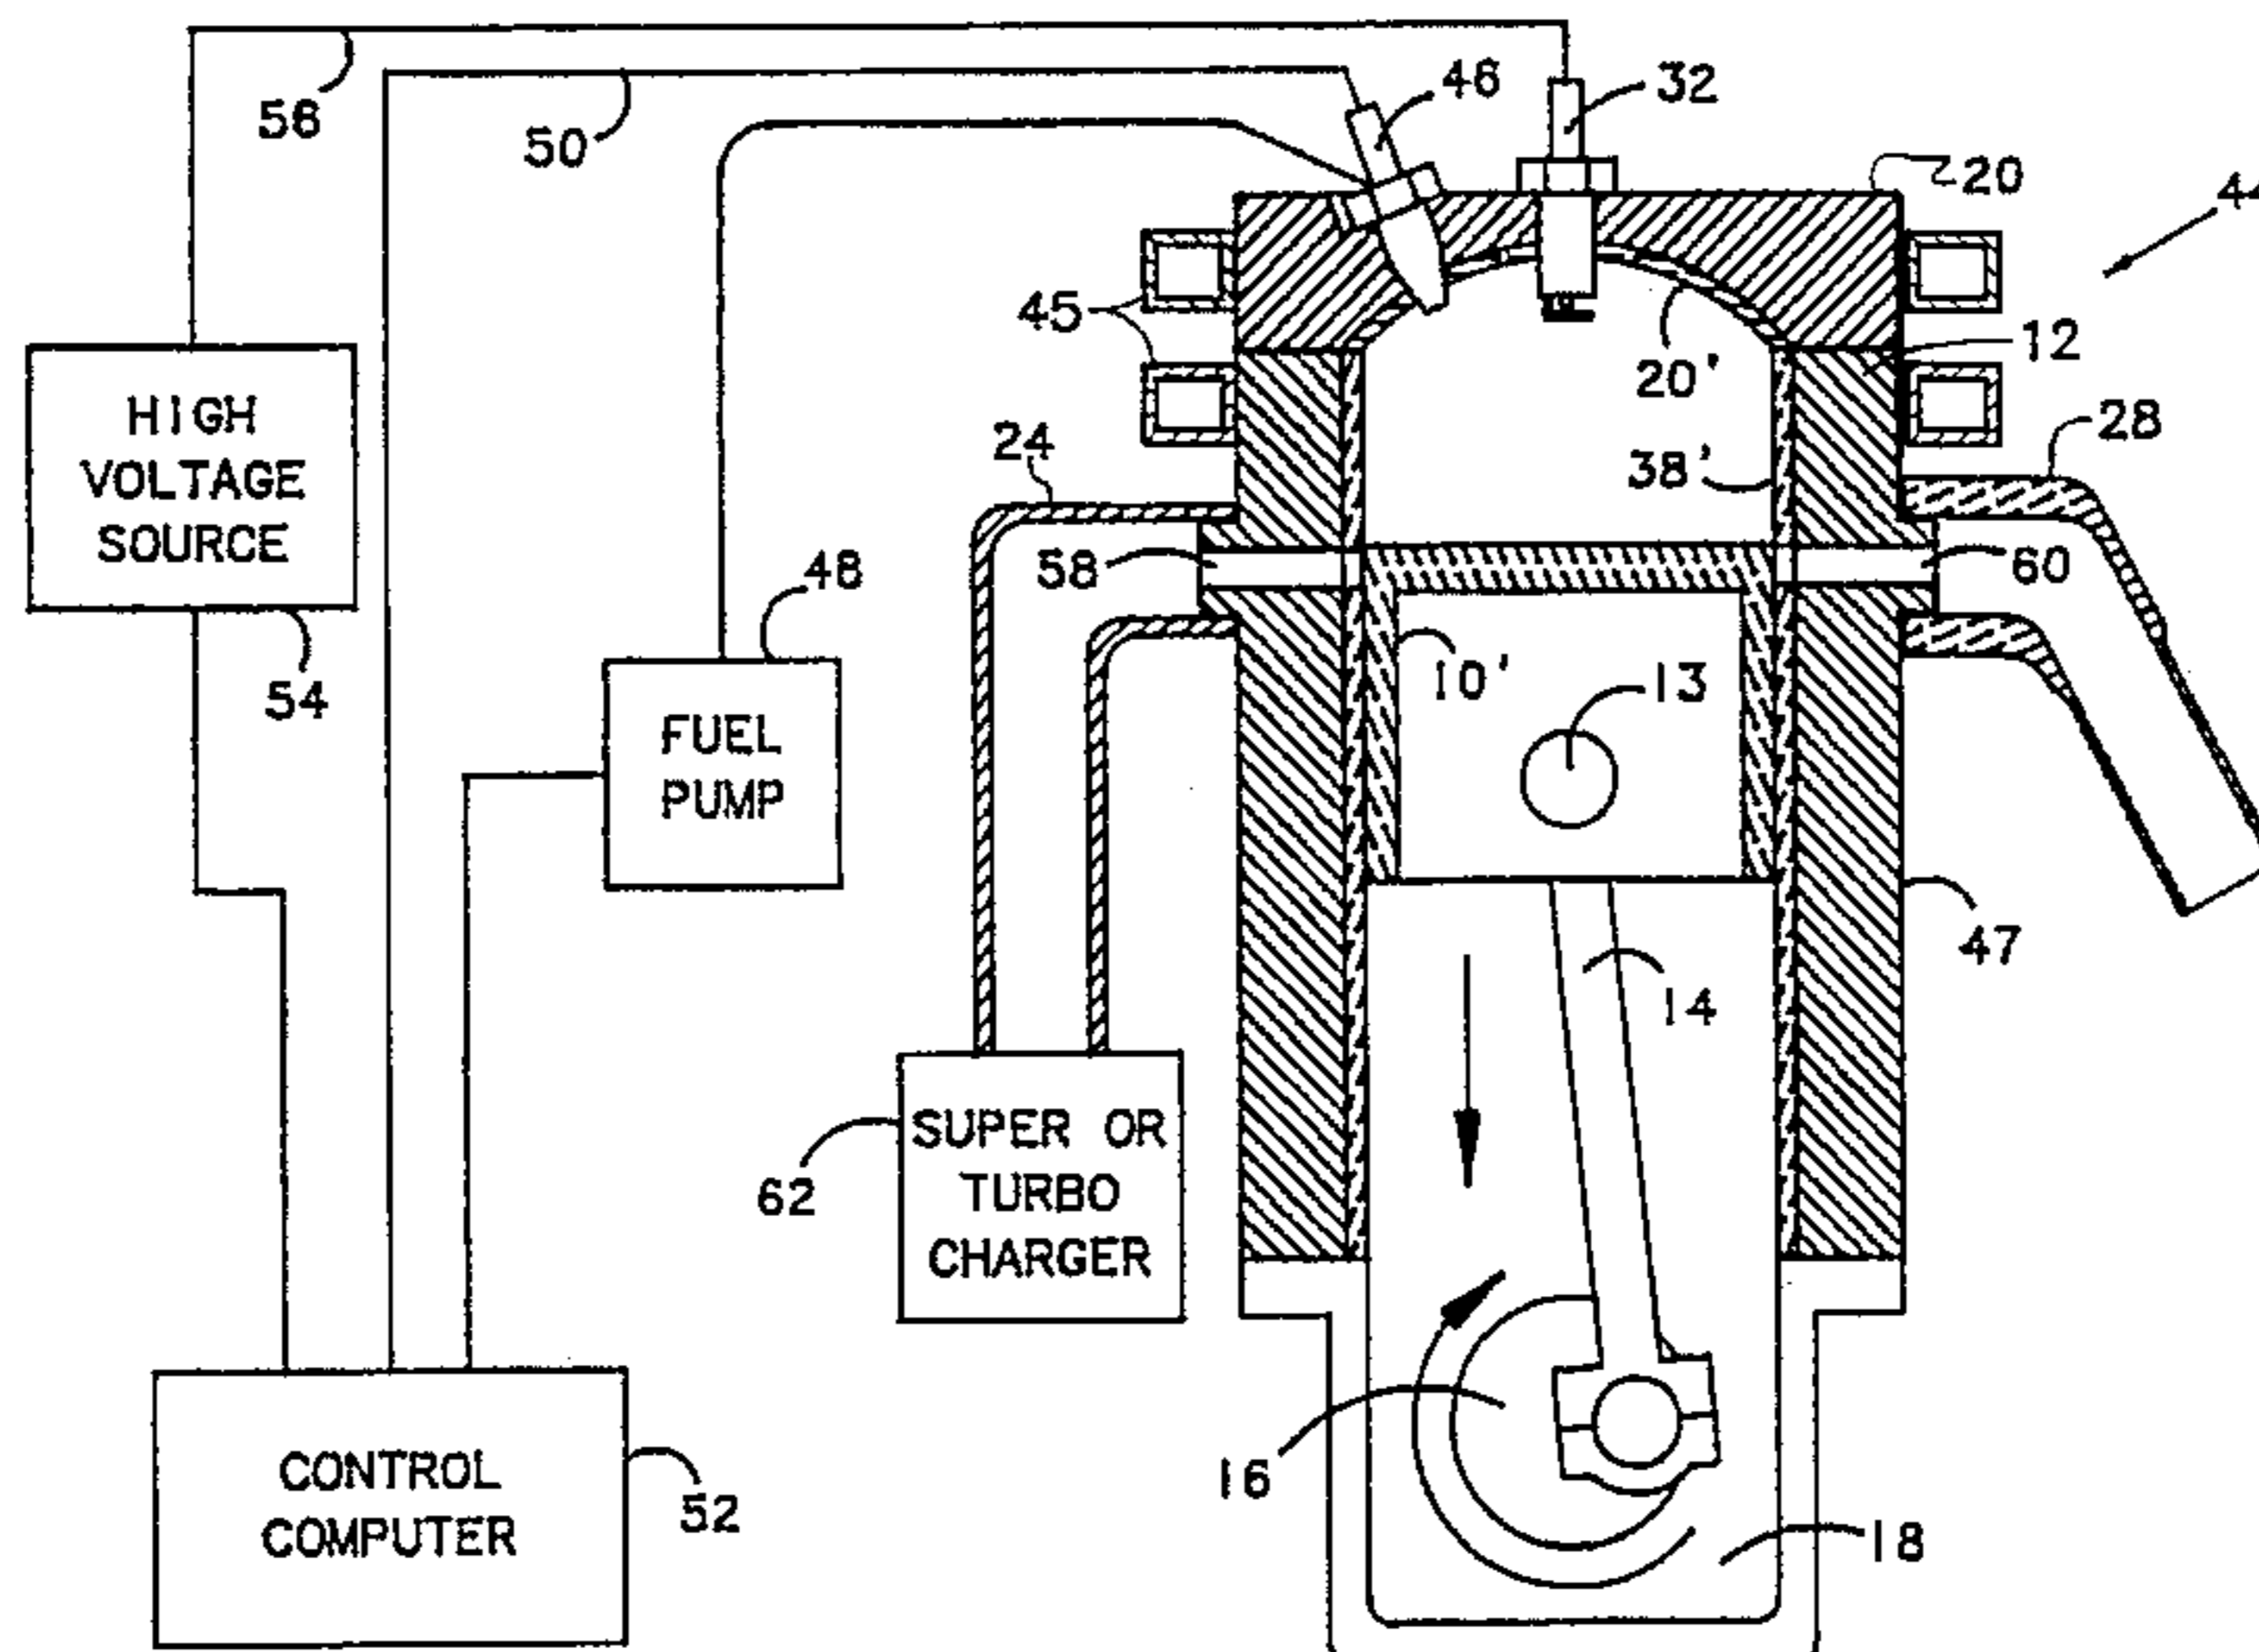 56
50
46
32
20
44
45
12
20'
HIGH
VOLTAGE
SOURCE
24
38'
28
48
58
60
54
10'
13
FUEL
PUMP
47
14
62
SUPER OR
TURBO
CHARGER
16
CONTROL
COMPUTER
52
18